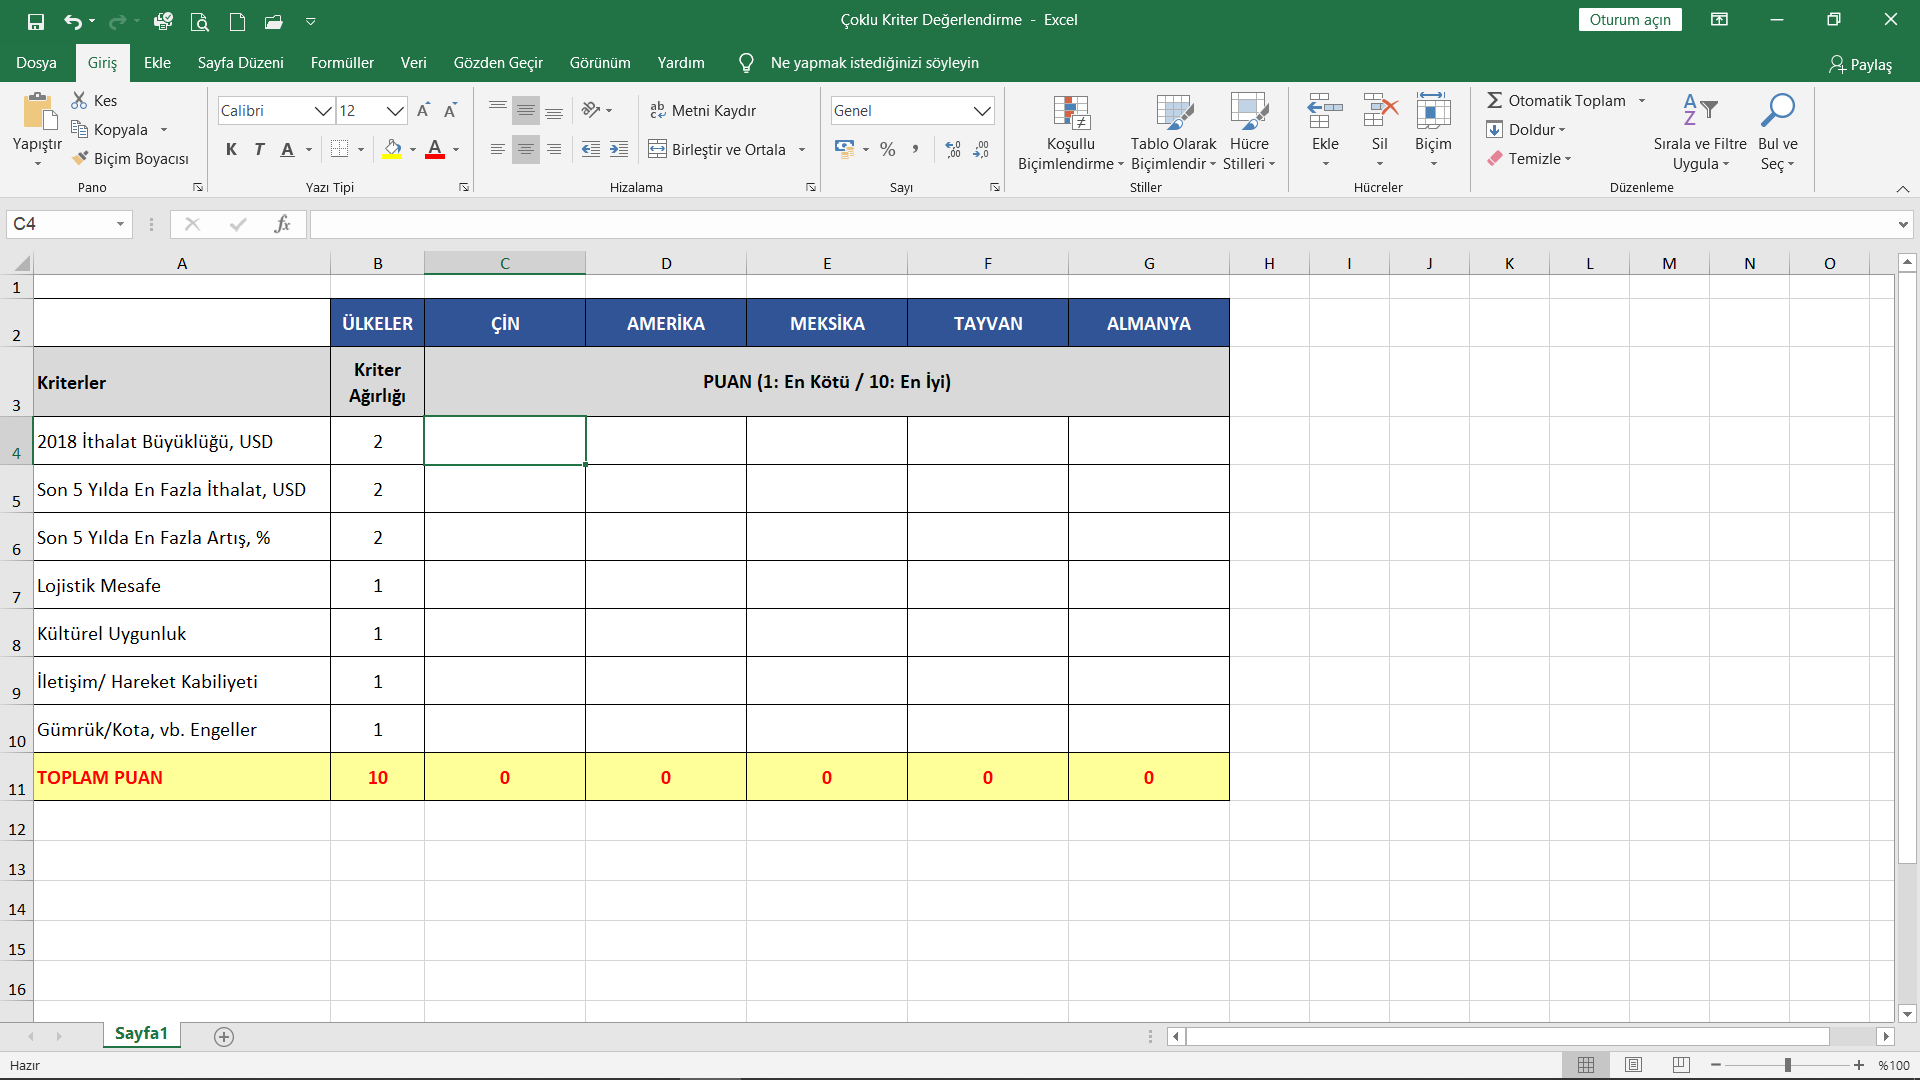 Çoklu Kriter Değerlendirme - Excel
Oturum açın
Dosya Giriş Ekle Sayfa Düzeni Formüller Veri Gözden Geçir Görünüm Yardım Ne yapmak istediğinizi söyleyin Paylaş
Yapıştır
Kes
Kopyala
Biçim Boyacısı
Pano
Calibri 12
K T A
Yazı Tipi
Metni Kaydır
Birleştir ve Ortala
Hizalama
Genel
%
Sayı
Koşullu Biçimlendirme
Tablo Olarak Biçimlendir
Hücre Stilleri
Stiller
Ekle
Sil
Biçim
Hücreler
Otomatik Toplam
Doldur
Temizle
Sırala ve Filtre Uygula
Bul ve Seç
Düzenleme
C4 fx
A B C D E F G H I J K L M N O
1
2 ÜLKELER ÇİN AMERİKA MEKSİKA TAYVAN ALMANYA
3 Kriterler Kriter Ağırlığı PUAN (1: En Kötü / 10: En İyi)
4 2018 İthalat Büyüklüğü, USD 2
5 Son 5 Yılda En Fazla İthalat, USD 2
6 Son 5 Yılda En Fazla Artış, % 2
7 Lojistik Mesafe 1
8 Kültürel Uygunluk 1
9 İletişim/ Hareket Kabiliyeti 1
10 Gümrük/Kota, vb. Engeller 1
11 TOPLAM PUAN 10 0 0 0 0 0
12
13
14
15
16
Sayfa1
Hazır %100